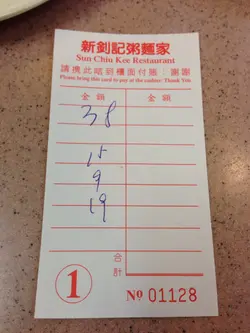 新釗記粥麵家
Sun Chiu Kee Restaurant
請携此咭到櫃面付賬 謝謝
Please bring this card to pay at the cashier. Thank You
金額 金額
38
15
9
19
合計
1 No 01128